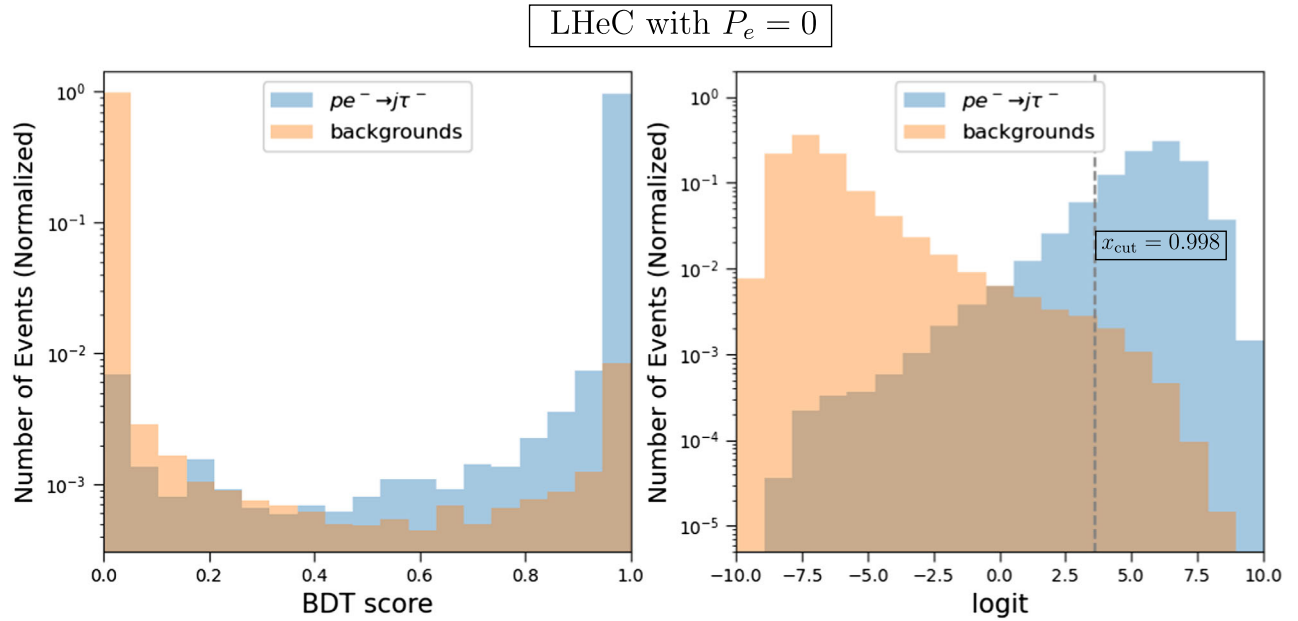 LHeC with $P_e = 0$
Number of Events (Normalized)
10⁰
10⁻¹
10⁻²
10⁻³
pe⁻→jτ⁻
backgrounds
0.0 0.2 0.4 0.6 0.8 1.0
BDT score
Number of Events (Normalized)
10⁰
10⁻¹
10⁻²
10⁻³
10⁻⁴
10⁻⁵
pe⁻→jτ⁻
backgrounds
$x_{\text{cut}} = 0.998$
−10.0 −7.5 −5.0 −2.5 0.0 2.5 5.0 7.5 10.0
logit